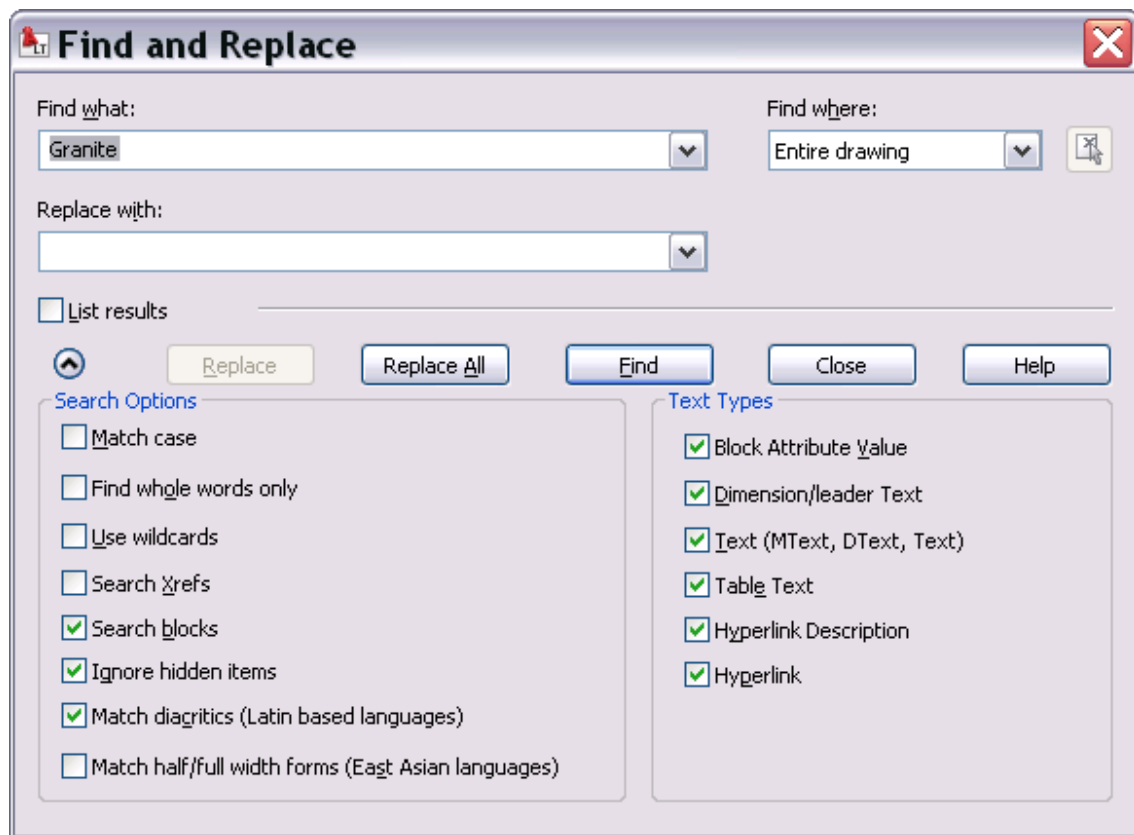 LT Find and Replace
Find what:
Find where:
Granite
Entire drawing
Replace with:
List results
Replace
Replace All
Find
Close
Help
Search Options
Text Types
Match case
Find whole words only
Use wildcards
Search Xrefs
Search blocks
Ignore hidden items
Match diacritics (Latin based languages)
Match half/full width forms (East Asian languages)
Block Attribute Value
Dimension/leader Text
Text (MText, DText, Text)
Table Text
Hyperlink Description
Hyperlink